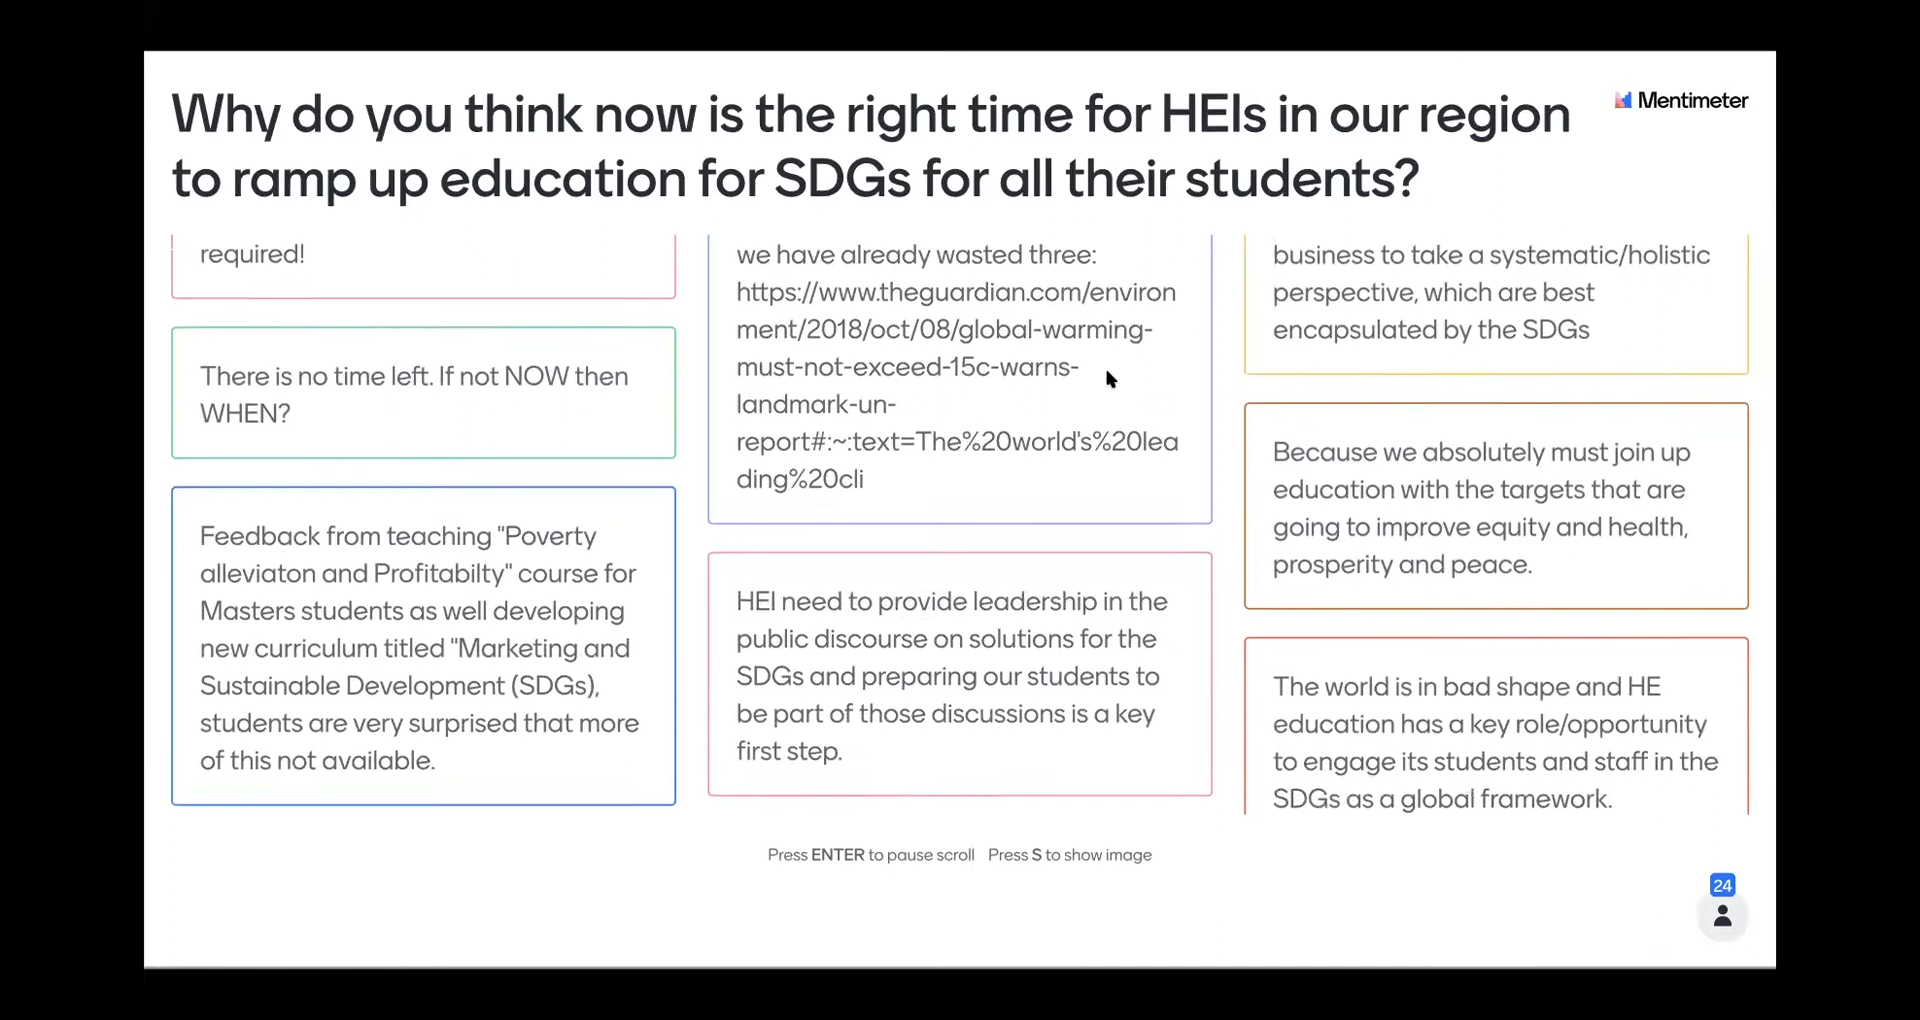 Why do you think now is the right time for HEIs in our region
to ramp up education for SDGs for all their students?
Mentimeter
required!
There is no time left. If not NOW then
WHEN?
Feedback from teaching "Poverty
alleviaton and Profitabilty" course for
Masters students as well developing
new curriculum titled "Marketing and
Sustainable Development (SDGs),
students are very surprised that more
of this not available.
we have already wasted three:
https://www.theguardian.com/environ
ment/2018/oct/08/global-warming-
must-not-exceed-15c-warns-
landmark-un-
report#:~:text=The%20world's%20lea
ding%20cli
HEI need to provide leadership in the
public discourse on solutions for the
SDGs and preparing our students to
be part of those discussions is a key
first step.
business to take a systematic/holistic
perspective, which are best
encapsulated by the SDGs
Because we absolutely must join up
education with the targets that are
going to improve equity and health,
prosperity and peace.
The world is in bad shape and HE
education has a key role/opportunity
to engage its students and staff in the
SDGs as a global framework.
Press ENTER to pause scroll Press S to show image
24